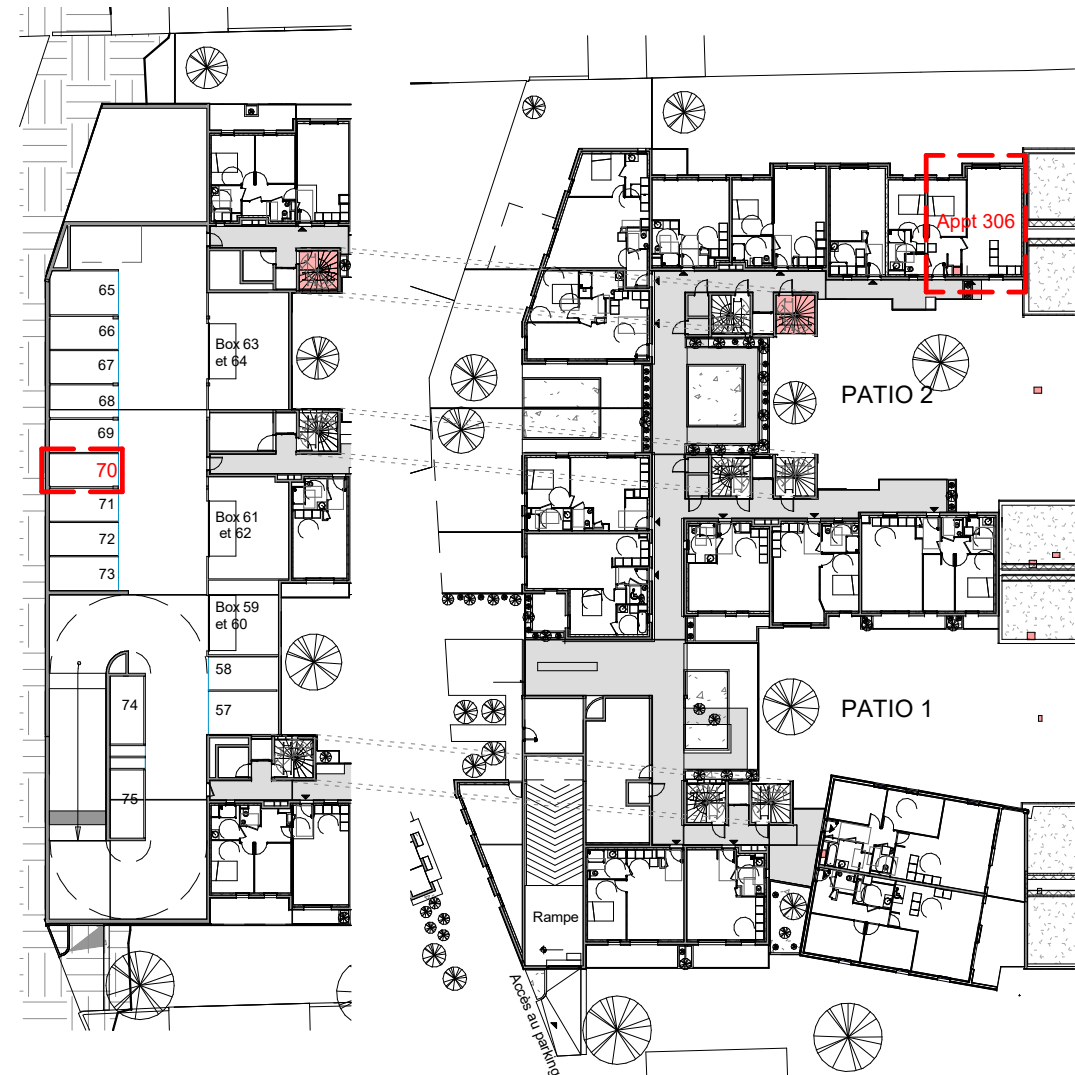 65
66
67
68
69
70
71
72
73
Box 63
et 64
Box 61
et 62
Box 59
et 60
58
57
74
75
Appt 306
PATIO 2
PATIO 1
Rampe
Accès au parking